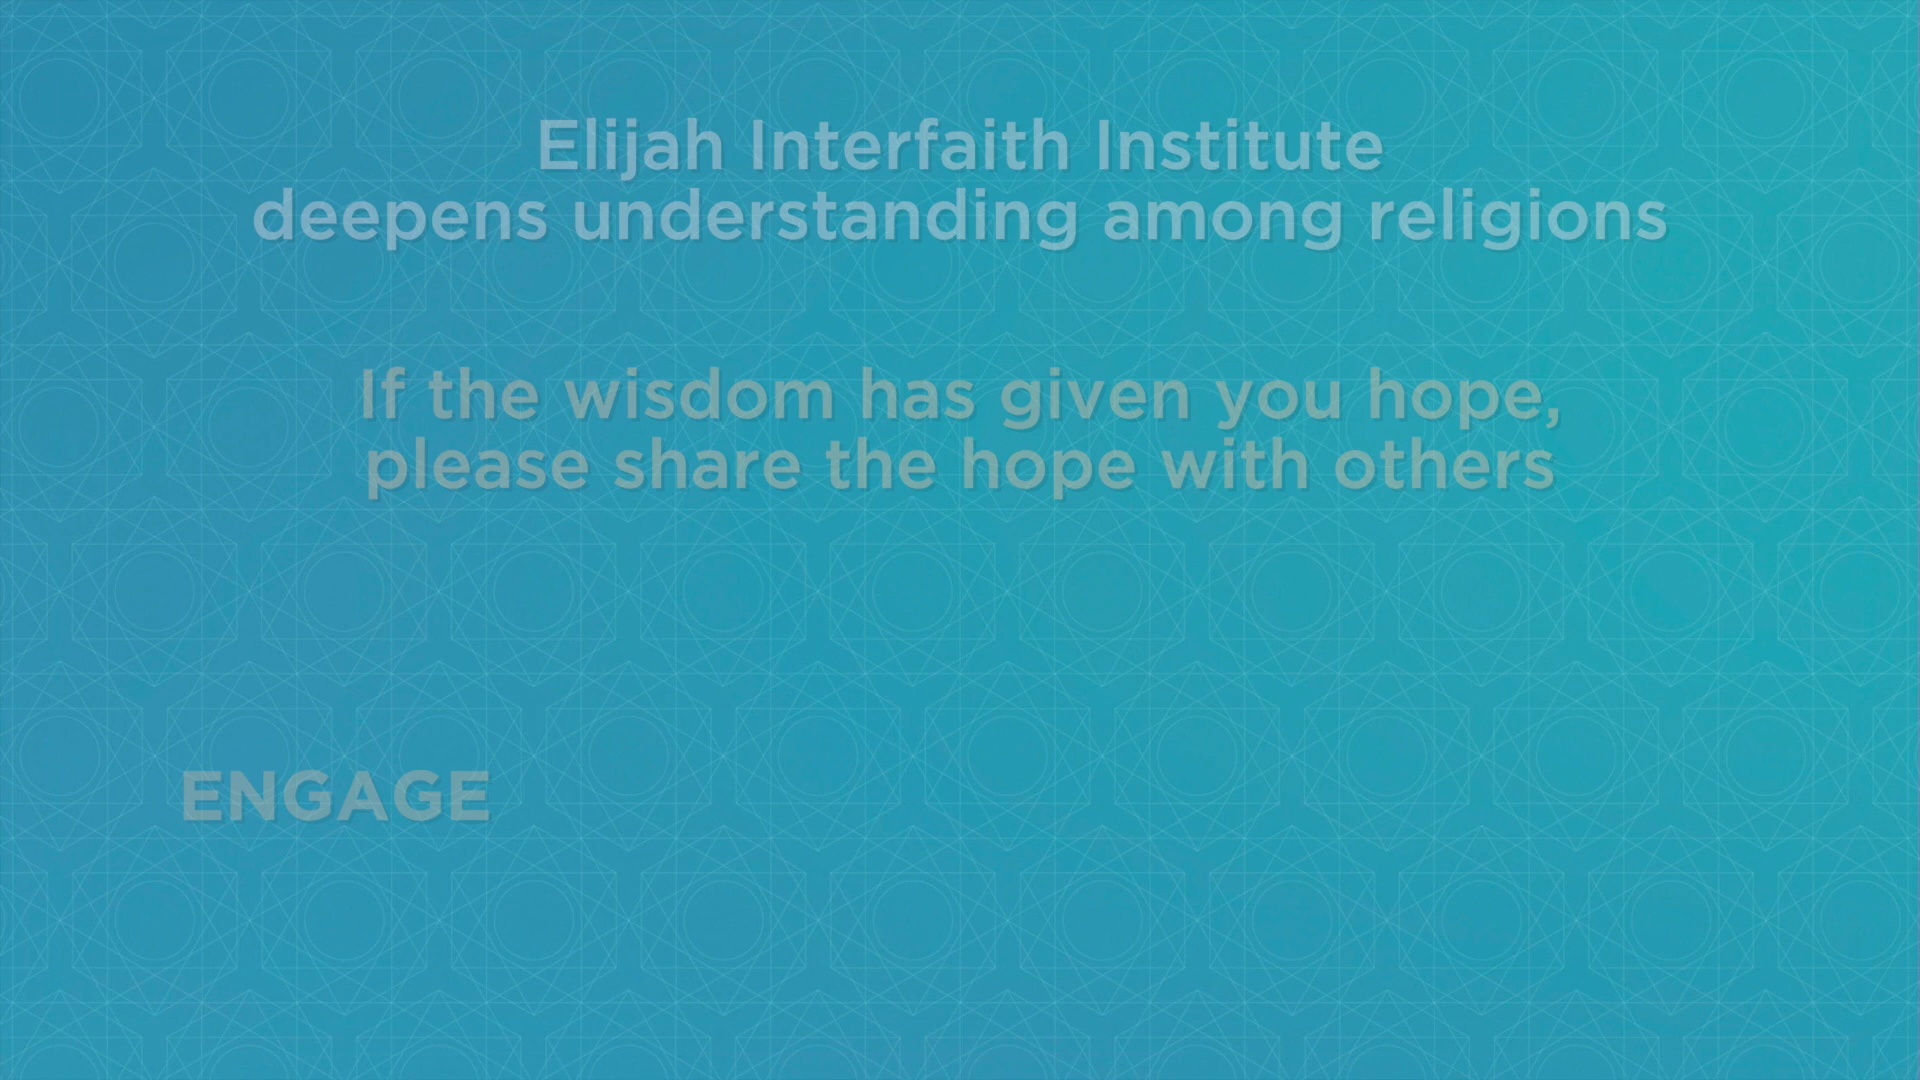 Elijah Interfaith Institute
deepens understanding among religions
If the wisdom has given you hope,
please share the hope with others
ENGAGE